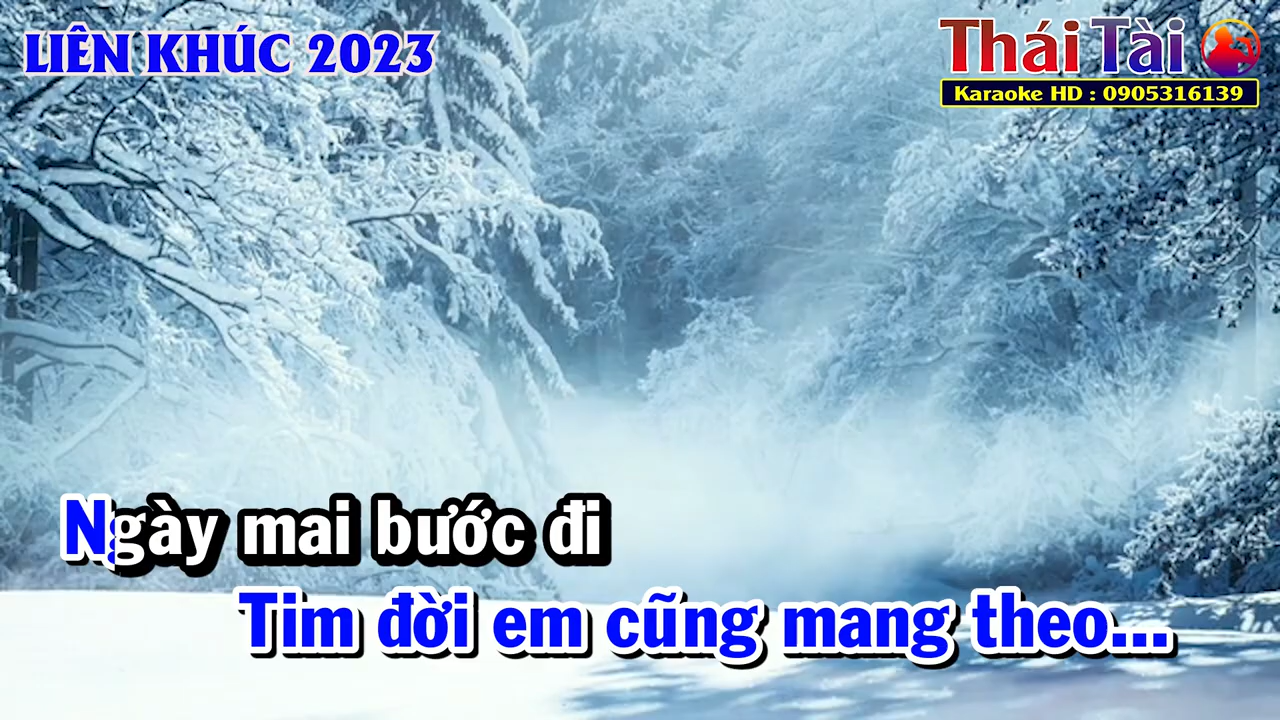 LIÊN KHÚC 2023
Thái Tài
Karaoke HD : 0905316139
Ngày mai bước đi
Tim đời em cũng mang theo...